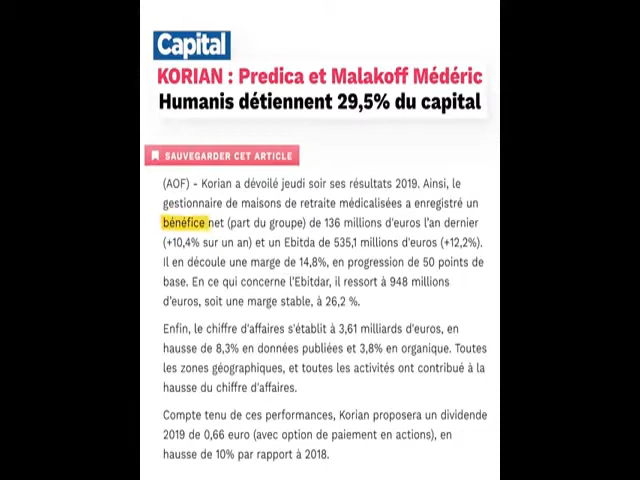 Capital
KORIAN : Predica et Malakoff Médéric
Humanis détiennent 29,5% du capital
SAUVEGARDER CET ARTICLE
(AOF) - Korian a dévoilé jeudi soir ses résultats 2019. Ainsi, le
gestionnaire de maisons de retraite médicalisées a enregistré un
bénéfice net (part du groupe) de 136 millions d'euros l'an dernier
(+10,4% sur un an) et un Ebitda de 535,1 millions d'euros (+12,2%).
Il en découle une marge de 14,8%, en progression de 50 points de
base. En ce qui concerne l'Ebitdar, il ressort à 948 millions
d'euros, soit une marge stable, à 26,2 %.
Enfin, le chiffre d'affaires s'établit à 3,61 milliards d'euros, en
hausse de 8,3% en données publiées et 3,8% en organique. Toutes
les zones géographiques, et toutes les activités ont contribué à la
hausse du chiffre d'affaires.
Compte tenu de ces performances, Korian proposera un dividende
2019 de 0,66 euro (avec option de paiement en actions), en
hausse de 10% par rapport à 2018.